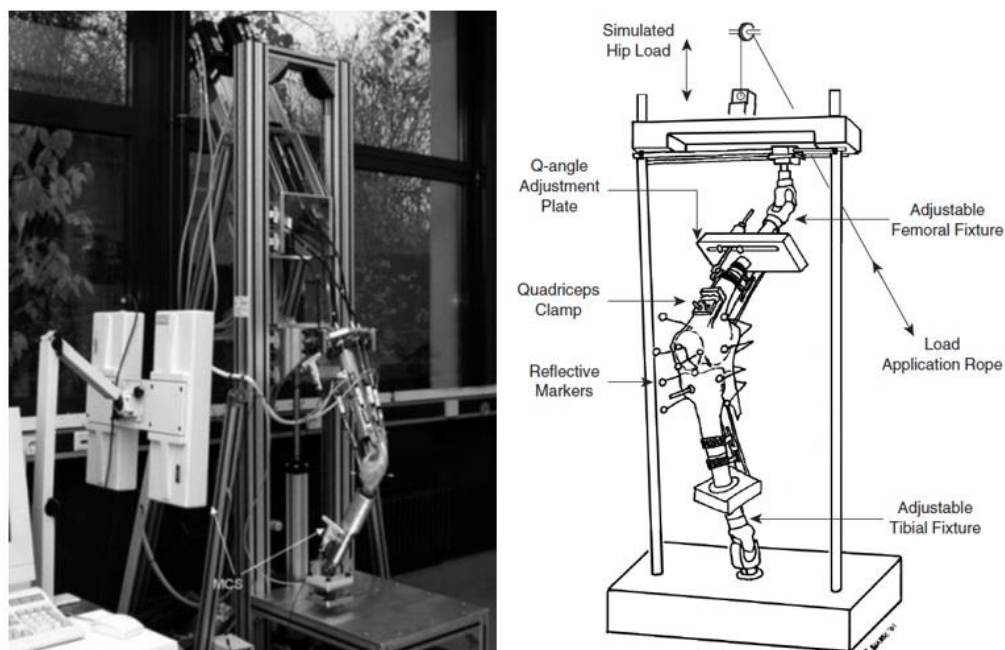 MCS
Simulated
Hip Load
Q-angle
Adjustment
Plate
Adjustable
Femoral Fixture
Quadriceps
Clamp
Load
Application Rope
Reflective
Markers
Adjustable
Tibial Fixture